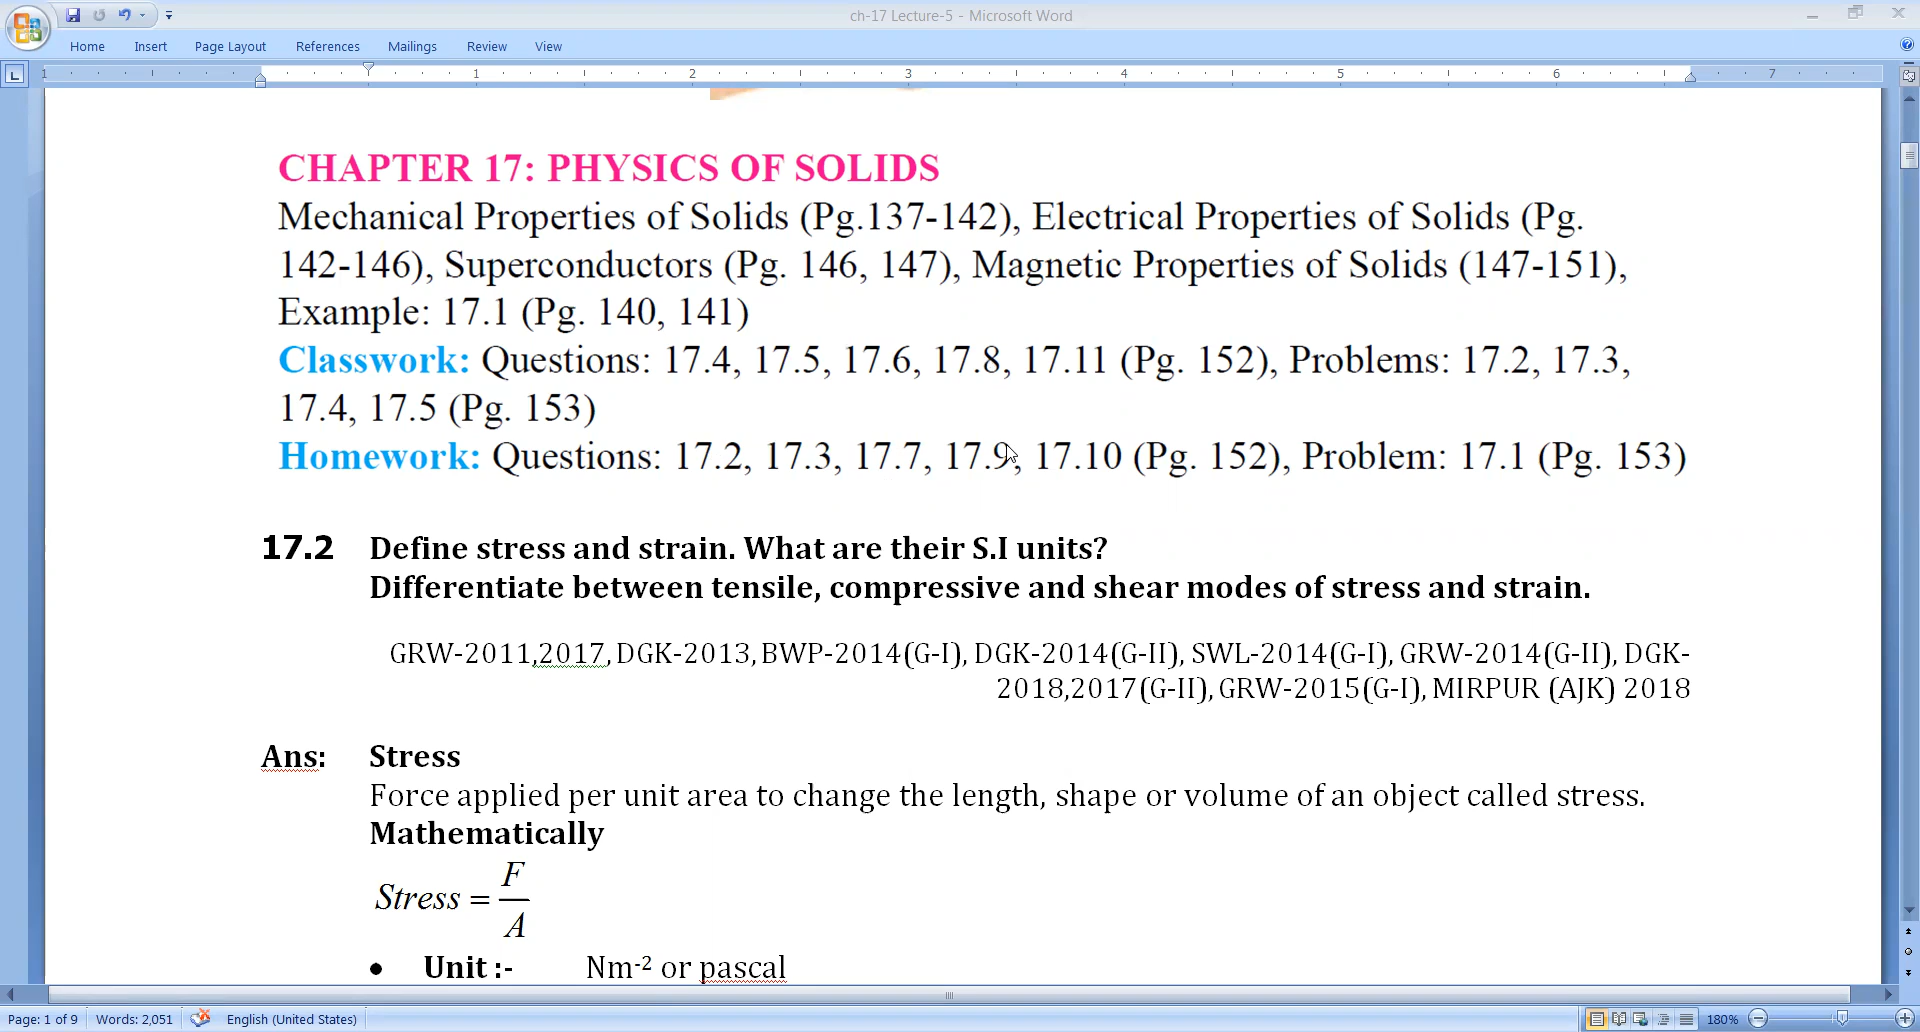 ch-17 Lecture-5 - Microsoft Word
Home Insert Page Layout References Mailings Review View
1 1 2 3 4 5 6 7
CHAPTER 17: PHYSICS OF SOLIDS
Mechanical Properties of Solids (Pg.137-142), Electrical Properties of Solids (Pg.
142-146), Superconductors (Pg. 146, 147), Magnetic Properties of Solids (147-151),
Example: 17.1 (Pg. 140, 141)
Classwork: Questions: 17.4, 17.5, 17.6, 17.8, 17.11 (Pg. 152), Problems: 17.2, 17.3,
17.4, 17.5 (Pg. 153)
Homework: Questions: 17.2, 17.3, 17.7, 17.9, 17.10 (Pg. 152), Problem: 17.1 (Pg. 153)
17.2 Define stress and strain. What are their S.I units?
Differentiate between tensile, compressive and shear modes of stress and strain.
GRW-2011,2017, DGK-2013, BWP-2014(G-I), DGK-2014(G-II), SWL-2014(G-I), GRW-2014(G-II), DGK-
2018,2017(G-II), GRW-2015(G-I), MIRPUR (AJK) 2018
Ans: Stress
Force applied per unit area to change the length, shape or volume of an object called stress.
Mathematically
Stress = F/A
• Unit :- Nm-2 or pascal
Page: 1 of 9 Words: 2,051 English (United States) 180%